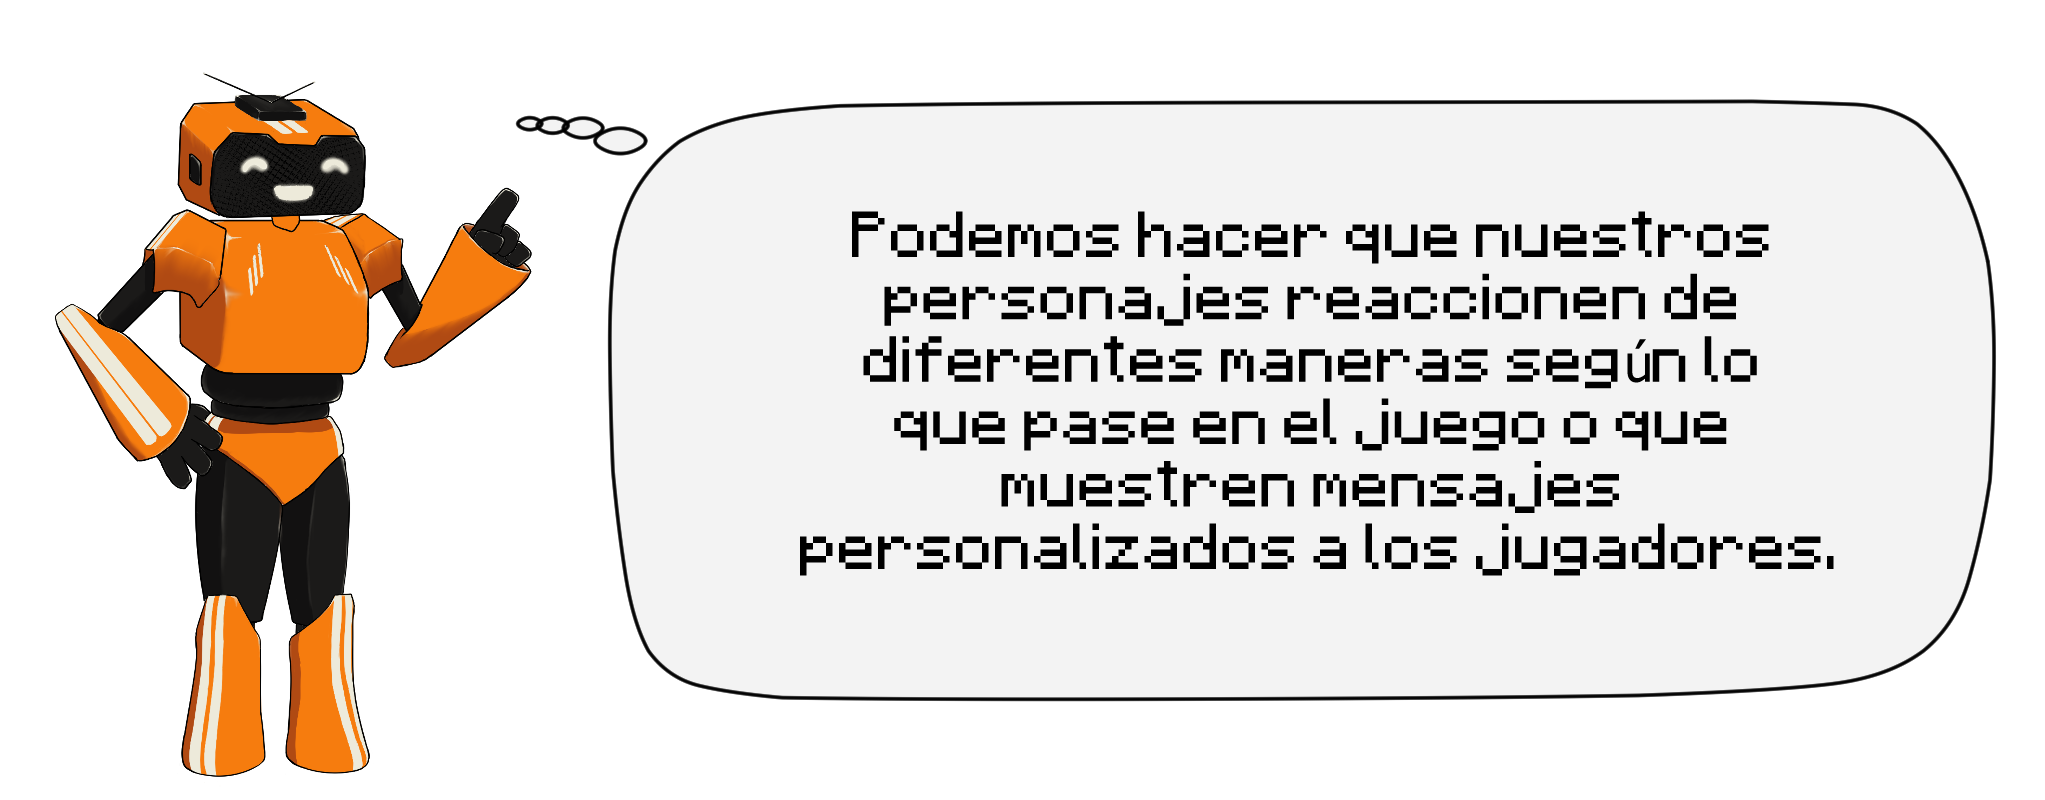 Podemos hacer que nuestros
personajes reaccionen de
diferentes maneras según lo
que pase en el juego o que
muestren mensajes
personalizados a los jugadores.